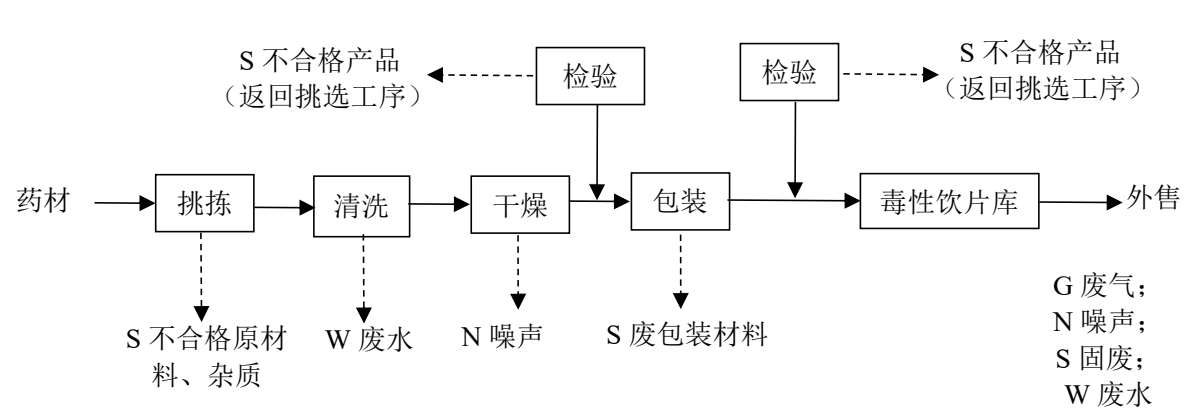 S 不合格产品
（返回挑选工序）
检验
检验
S 不合格产品
（返回挑选工序）
药材
挑拣
清洗
干燥
包装
毒性饮片库
外售
S 不合格原材
料、杂质
W 废水
N 噪声
S 废包装材料
G 废气；
N 噪声；
S 固废；
W 废水